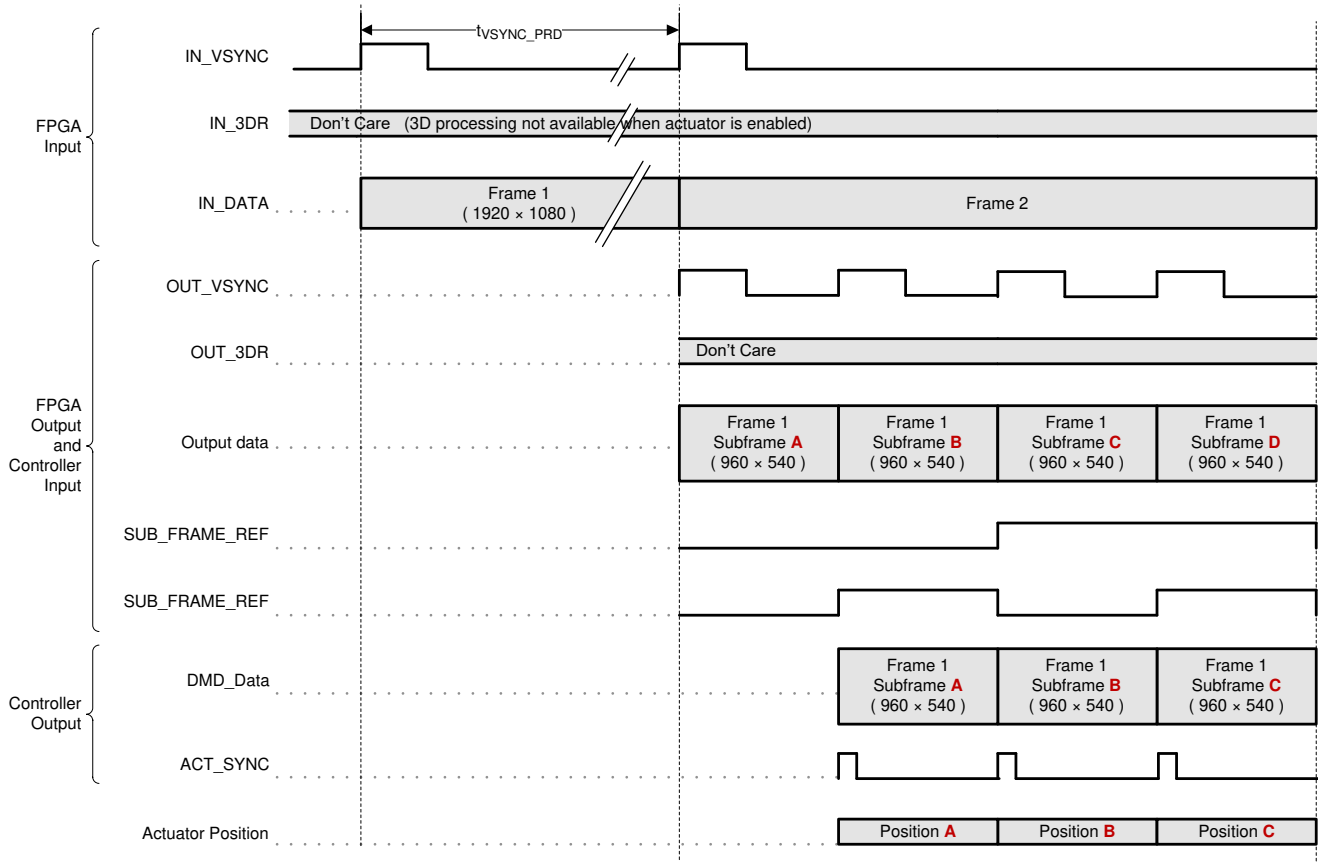 tVSYNC_PRD
IN_VSYNC
FPGA
Input
IN_3DR
Don't Care (3D processing not available when actuator is enabled)
IN_DATA
Frame 1
( 1920 × 1080 )
Frame 2
OUT_VSYNC
OUT_3DR
Don't Care
FPGA
Output
and
Controller
Input
Output data
Frame 1
Subframe A
( 960 × 540 )
Frame 1
Subframe B
( 960 × 540 )
Frame 1
Subframe C
( 960 × 540 )
Frame 1
Subframe D
( 960 × 540 )
SUB_FRAME_REF
SUB_FRAME_REF
Controller
Output
DMD_Data
Frame 1
Subframe A
( 960 × 540 )
Frame 1
Subframe B
( 960 × 540 )
Frame 1
Subframe C
( 960 × 540 )
ACT_SYNC
Actuator Position
Position A
Position B
Position C